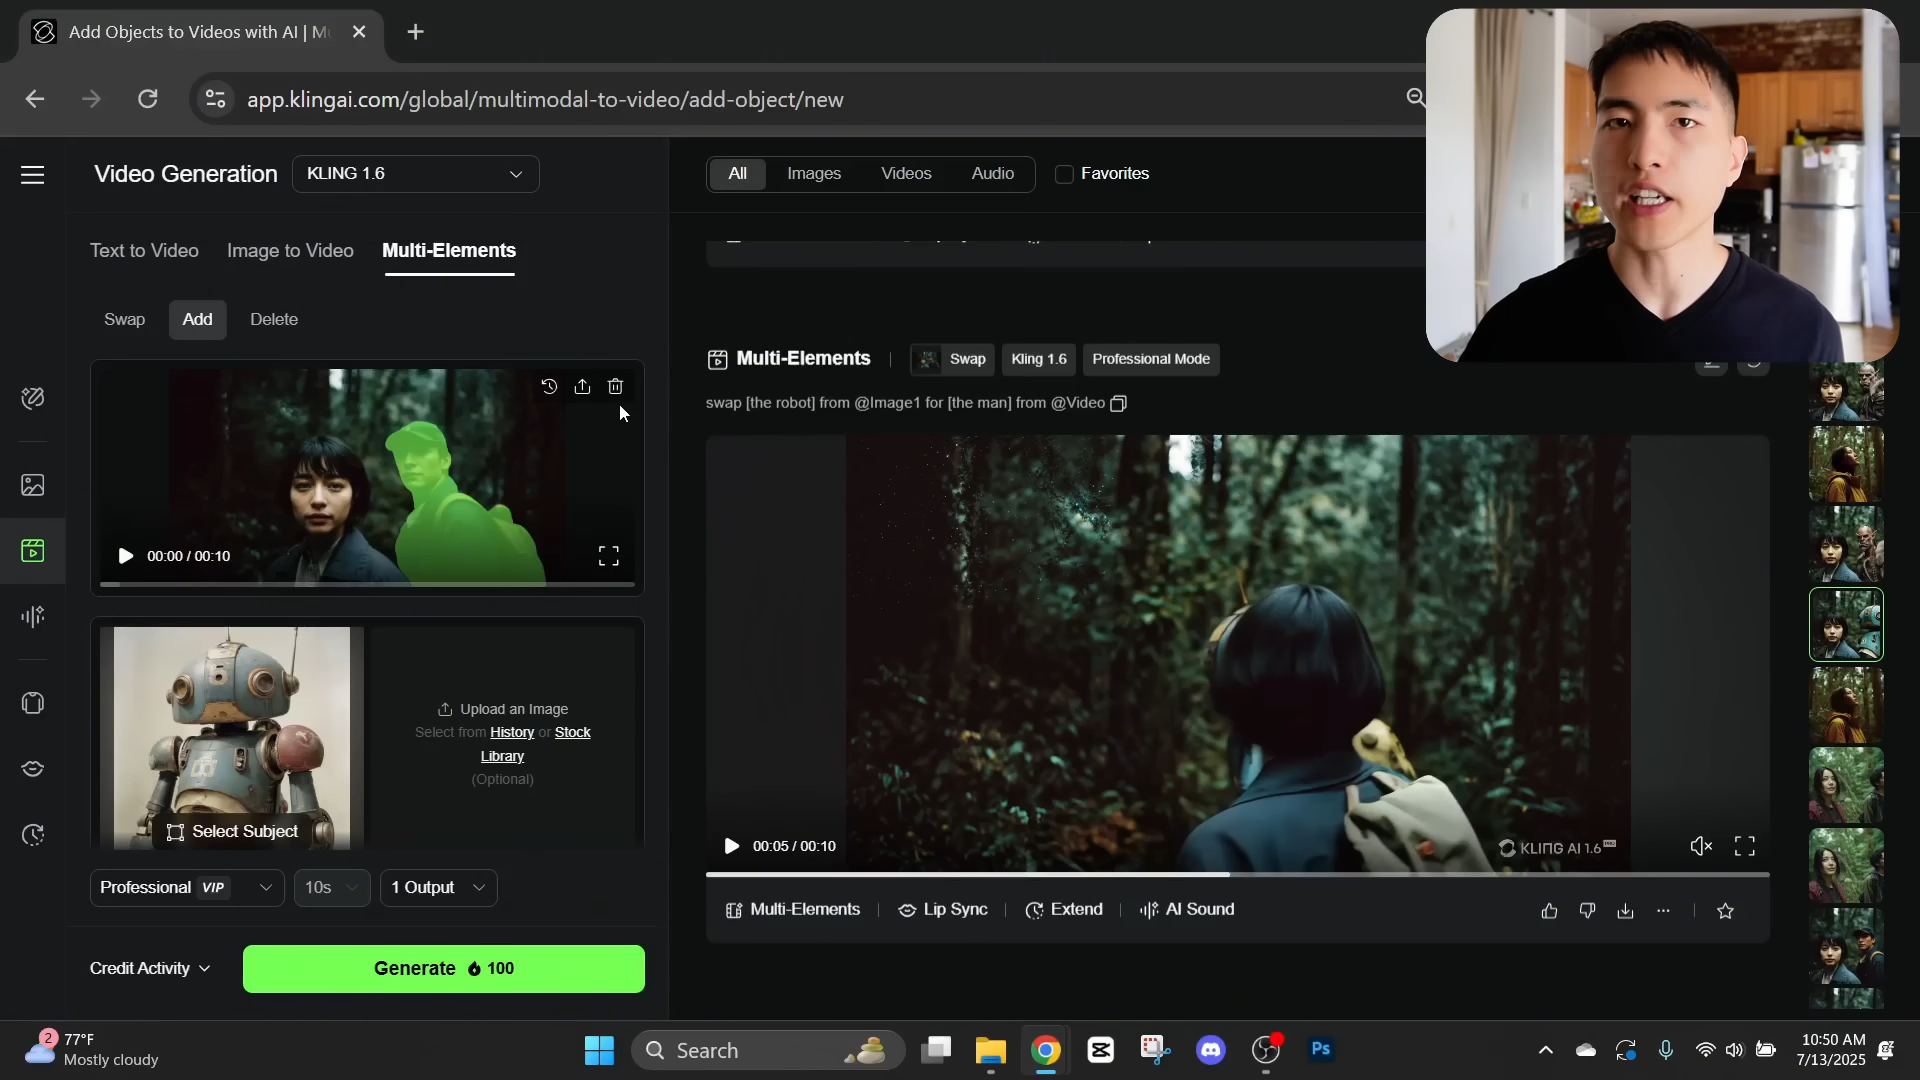 Add Objects to Videos with AI | M
app.klingai.com/global/multimodal-to-video/add-object/new
Video Generation
KLING 1.6
All
Images
Videos
Audio
Favorites
Text to Video
Image to Video
Multi-Elements
Swap
Add
Delete
00:00 / 00:10
Upload an Image
Select from History or Stock
Library
(Optional)
Select Subject
Professional VIP
10s
1 Output
Credit Activity
Generate 100
Multi-Elements
Swap
Kling 1.6
Professional Mode
swap [the robot] from @Image1 for [the man] from @Video
00:05 / 00:10
KLING AI 1.6
Multi-Elements
Lip Sync
Extend
AI Sound
2
77°F
Mostly cloudy
Search
Ps
10:50 AM
7/13/2025